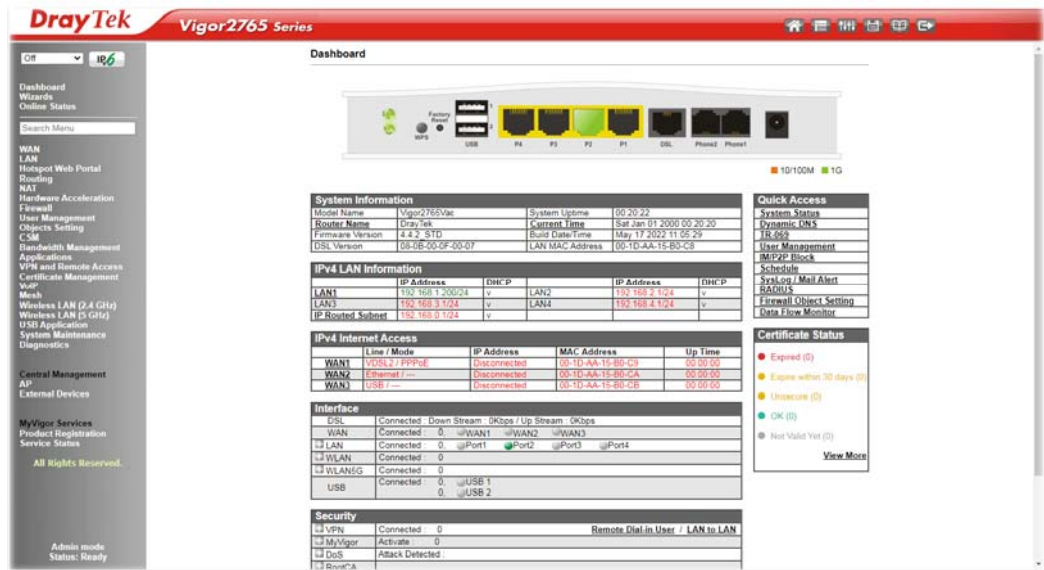 DrayTek Vigor2765 Series
Off IPv6
Dashboard
Wizards
Online Status
Search Menu
WAN
LAN
Hotspot Web Portal
Routing
NAT
Hardware Acceleration
Firewall
User Management
Objects Setting
CSM
Bandwidth Management
Applications
VPN and Remote Access
Certificate Management
VoIP
Mesh
Wireless LAN (2.4 GHz)
Wireless LAN (5 GHz)
USB Application
System Maintenance
Diagnostics
Central Management
AP
External Devices
MyVigor Services
Product Registration
Service Status
All Rights Reserved.
Admin mode
Status: Ready
Dashboard
Factory
Reset
1
2
WPS USB P4 P3 P2 P1 DSL Phone2 Phone1
10/100M 1G
System Information
Model Name Vigor2765Vac System Uptime 00:20:22
Router Name DrayTek Current Time Sat Jan 01 2000 00:20:20
Firmware Version 4.4.2_STD Build Date/Time May 17 2022 11:05:29
DSL Version 08-0B-00-0F-00-07 LAN MAC Address 00-1D-AA-15-B0-C8
IPv4 LAN Information
IP Address DHCP IP Address DHCP
LAN1 192.168.1.200/24 v LAN2 192.168.2.1/24 v
LAN3 192.168.3.1/24 v LAN4 192.168.4.1/24 v
IP Routed Subnet 192.168.0.1/24 v
IPv4 Internet Access
Line / Mode IP Address MAC Address Up Time
WAN1 VDSL2 / PPPoE Disconnected 00-1D-AA-15-B0-C9 00:00:00
WAN2 Ethernet / --- Disconnected 00-1D-AA-15-B0-CA 00:00:00
WAN3 USB / --- Disconnected 00-1D-AA-15-B0-CB 00:00:00
Interface
DSL Connected : Down Stream : 0Kbps / Up Stream : 0Kbps
WAN Connected : 0, WAN1 WAN2 WAN3
LAN Connected : 0, Port1 Port2 Port3 Port4
WLAN Connected : 0
WLAN5G Connected : 0
USB Connected : 0, USB 1
0, USB 2
Security
VPN Connected : 0 Remote Dial-in User / LAN to LAN
MyVigor Activate : 0
DoS Attack Detected :
RootCA
Quick Access
System Status
Dynamic DNS
TR-069
User Management
IM/P2P Block
Schedule
SysLog / Mail Alert
RADIUS
Firewall Object Setting
Data Flow Monitor
Certificate Status
Expired (0)
Expire within 30 days (0)
Unsecure (0)
OK (0)
Not Valid Yet (0)
View More